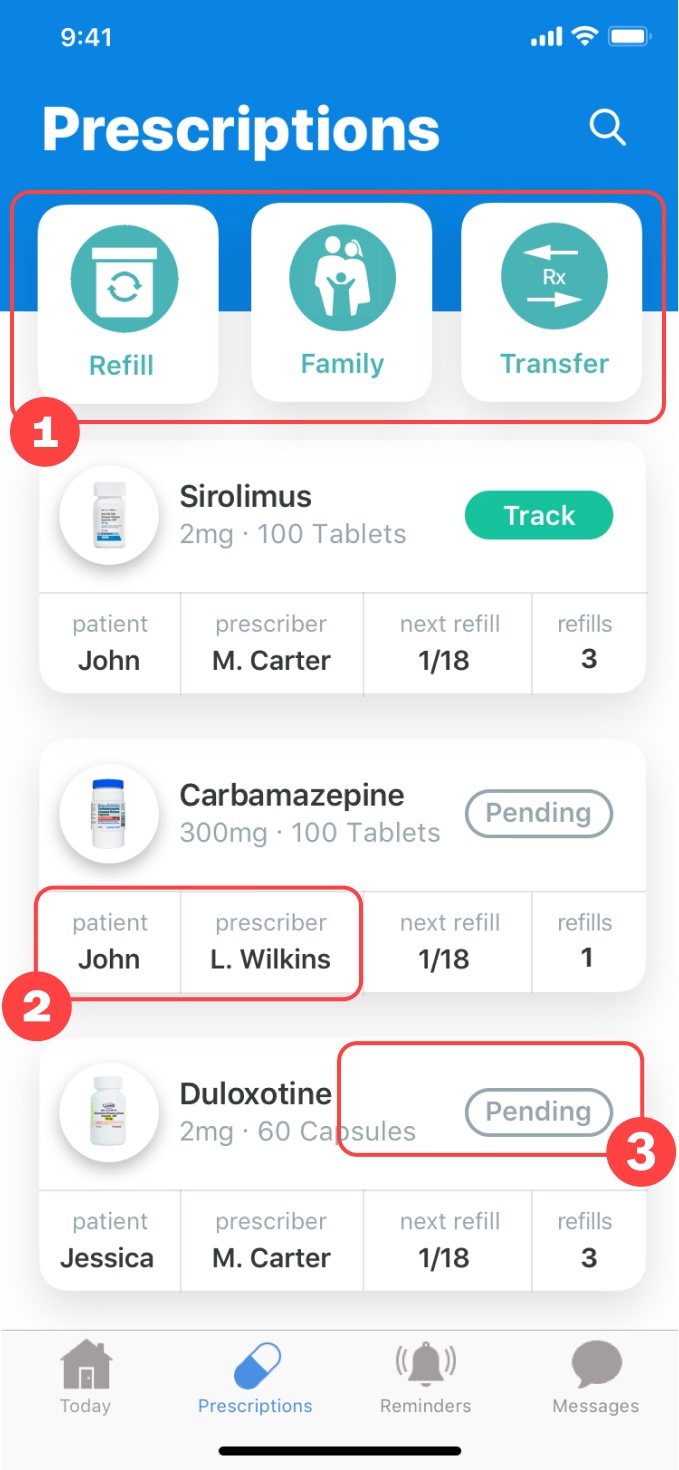 9:41
Prescriptions
Rx
Refill
Family
Transfer
1
Sirolimus
Track
2mg · 100 Tablets
patient
prescriber
next refill
refills
John
M. Carter
1/18
3
Carbamazepine
Pending
300mg · 100 Tablets
patient
prescriber
next refill
refills
John
L. Wilkins
1/18
1
2
Duloxotine
Pending
2mg · 60 Capsules
3
patient
prescriber
next refill
refills
Jessica
M. Carter
1/18
3
Today
Prescriptions
Reminders
Messages